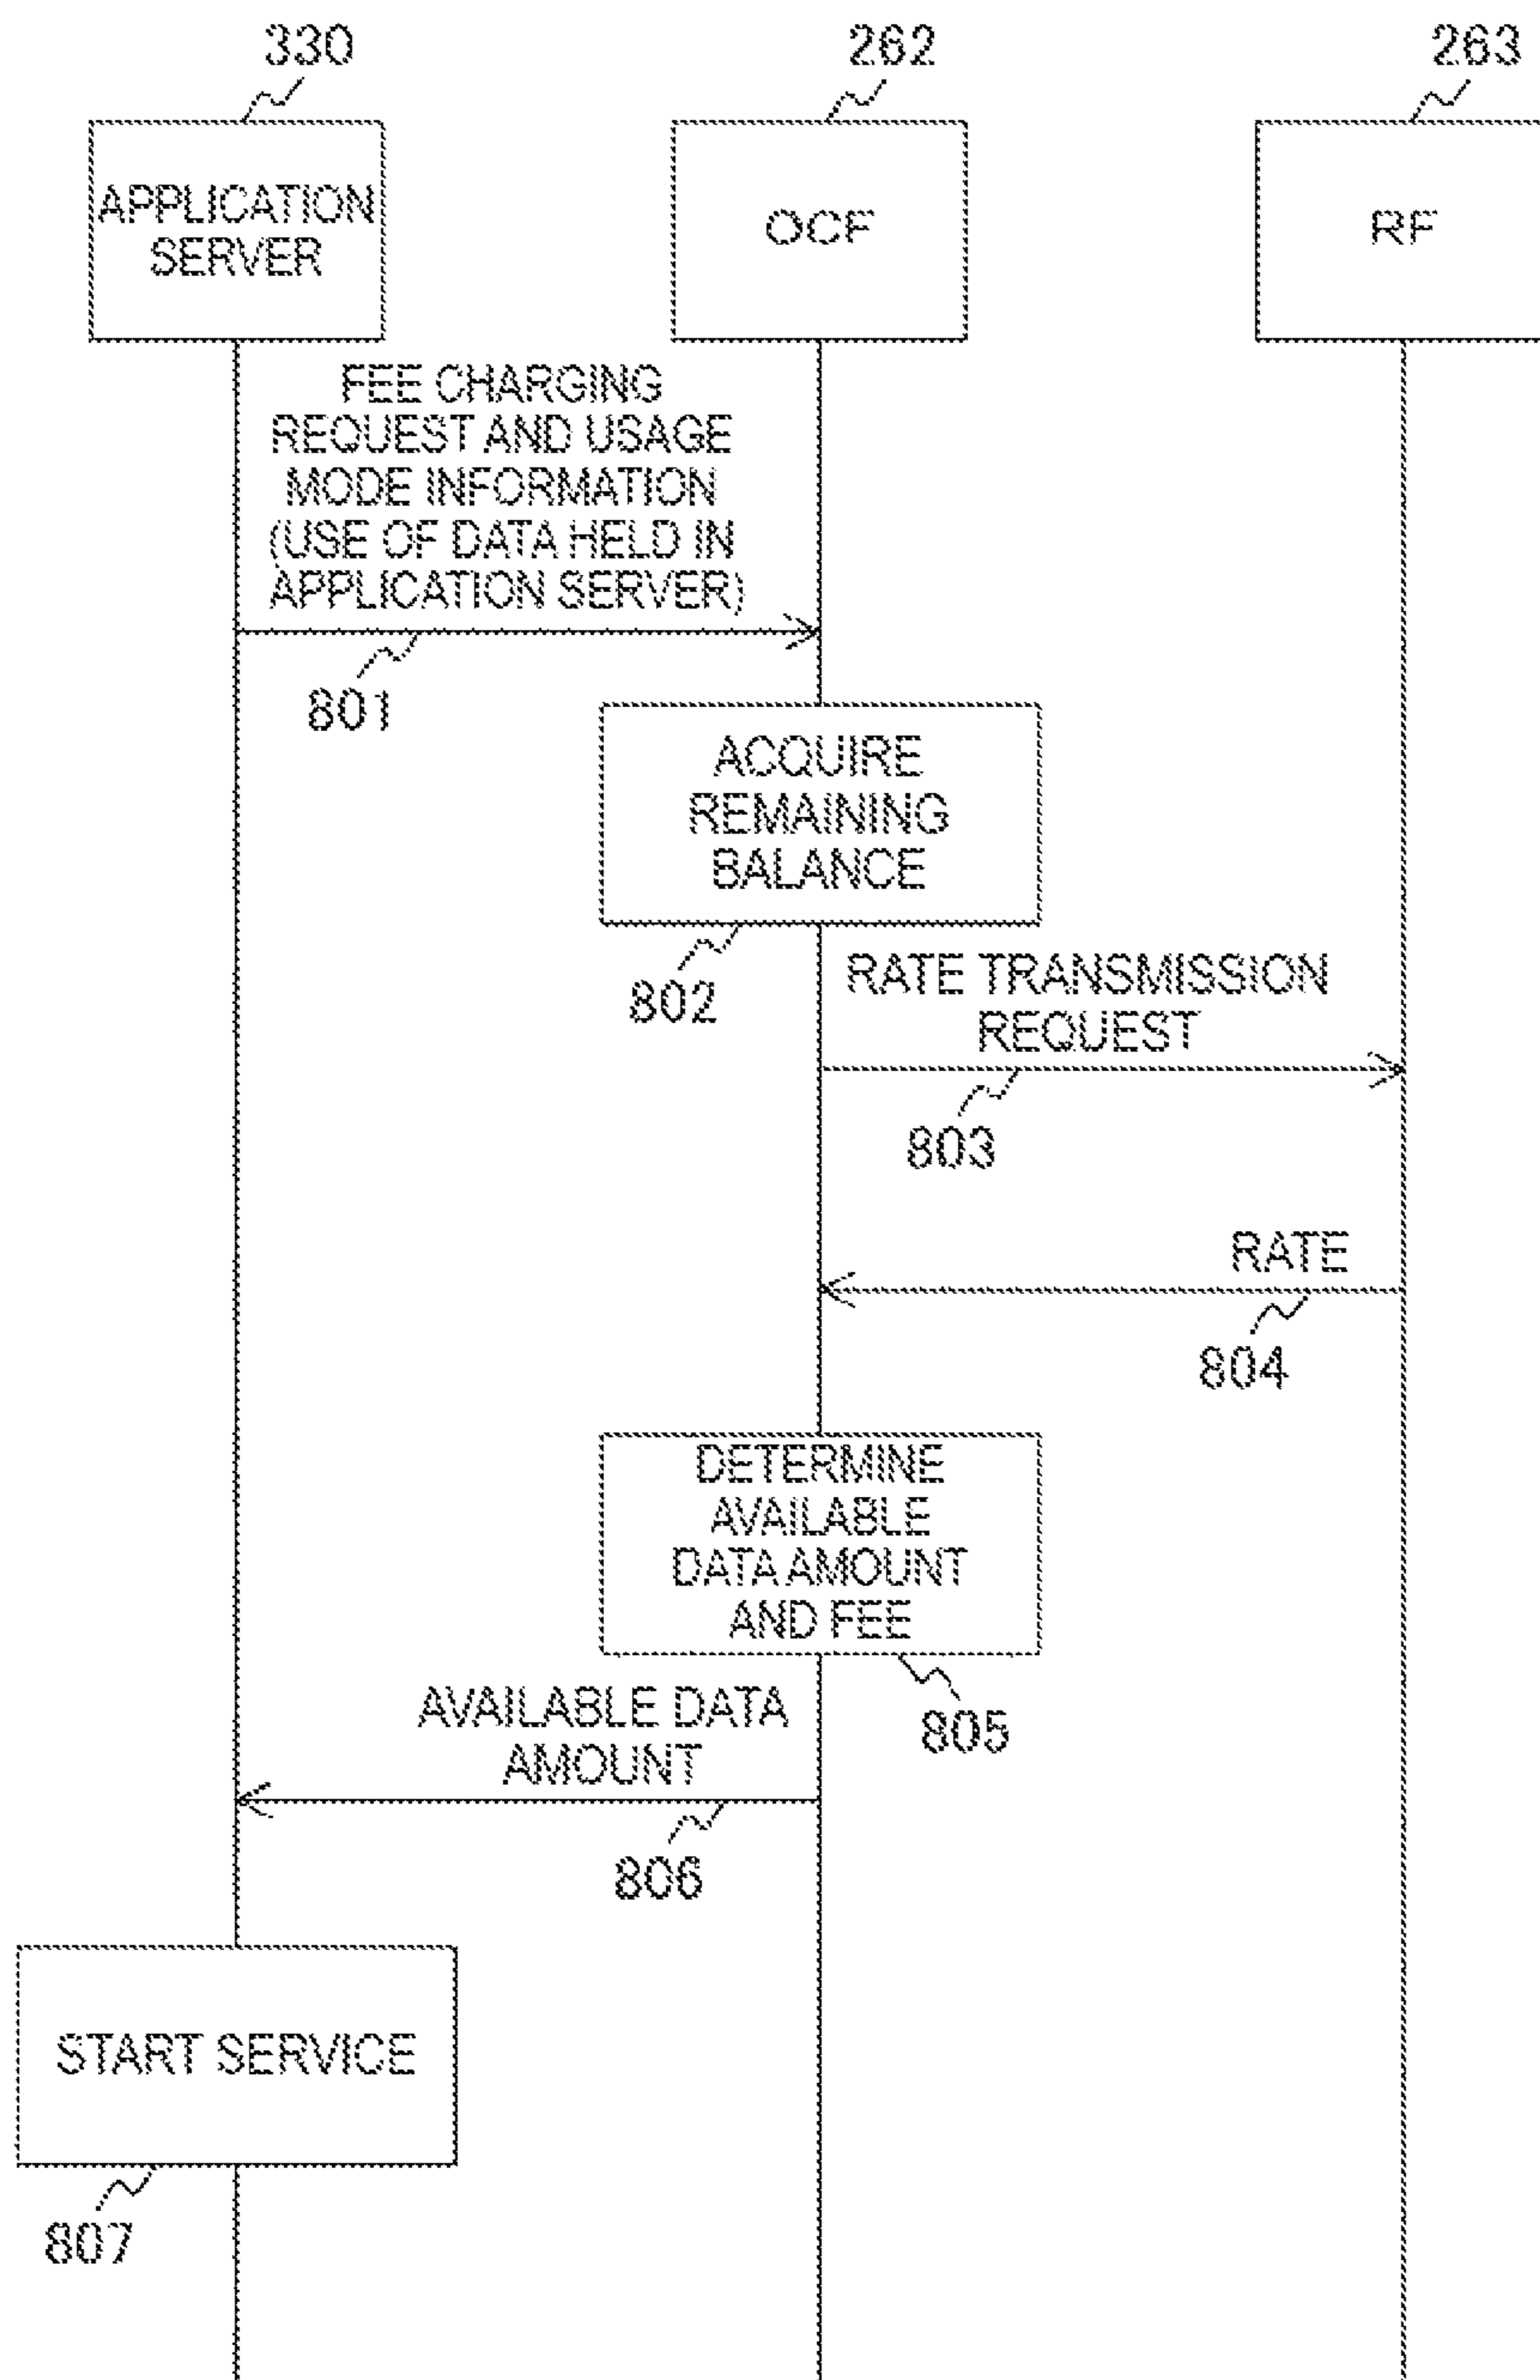 330
262
263
APPLICATION
SERVER
OCF
RF
FEE CHARGING
REQUEST AND USAGE
MODE INFORMATION
(USE OF DATA HELD IN
APPLICATION SERVER)
801
ACQUIRE
REMAINING
BALANCE
802
RATE TRANSMISSION
REQUEST
803
RATE
804
DETERMINE
AVAILABLE
DATA AMOUNT
AND FEE
805
AVAILABLE DATA
AMOUNT
806
START SERVICE
807